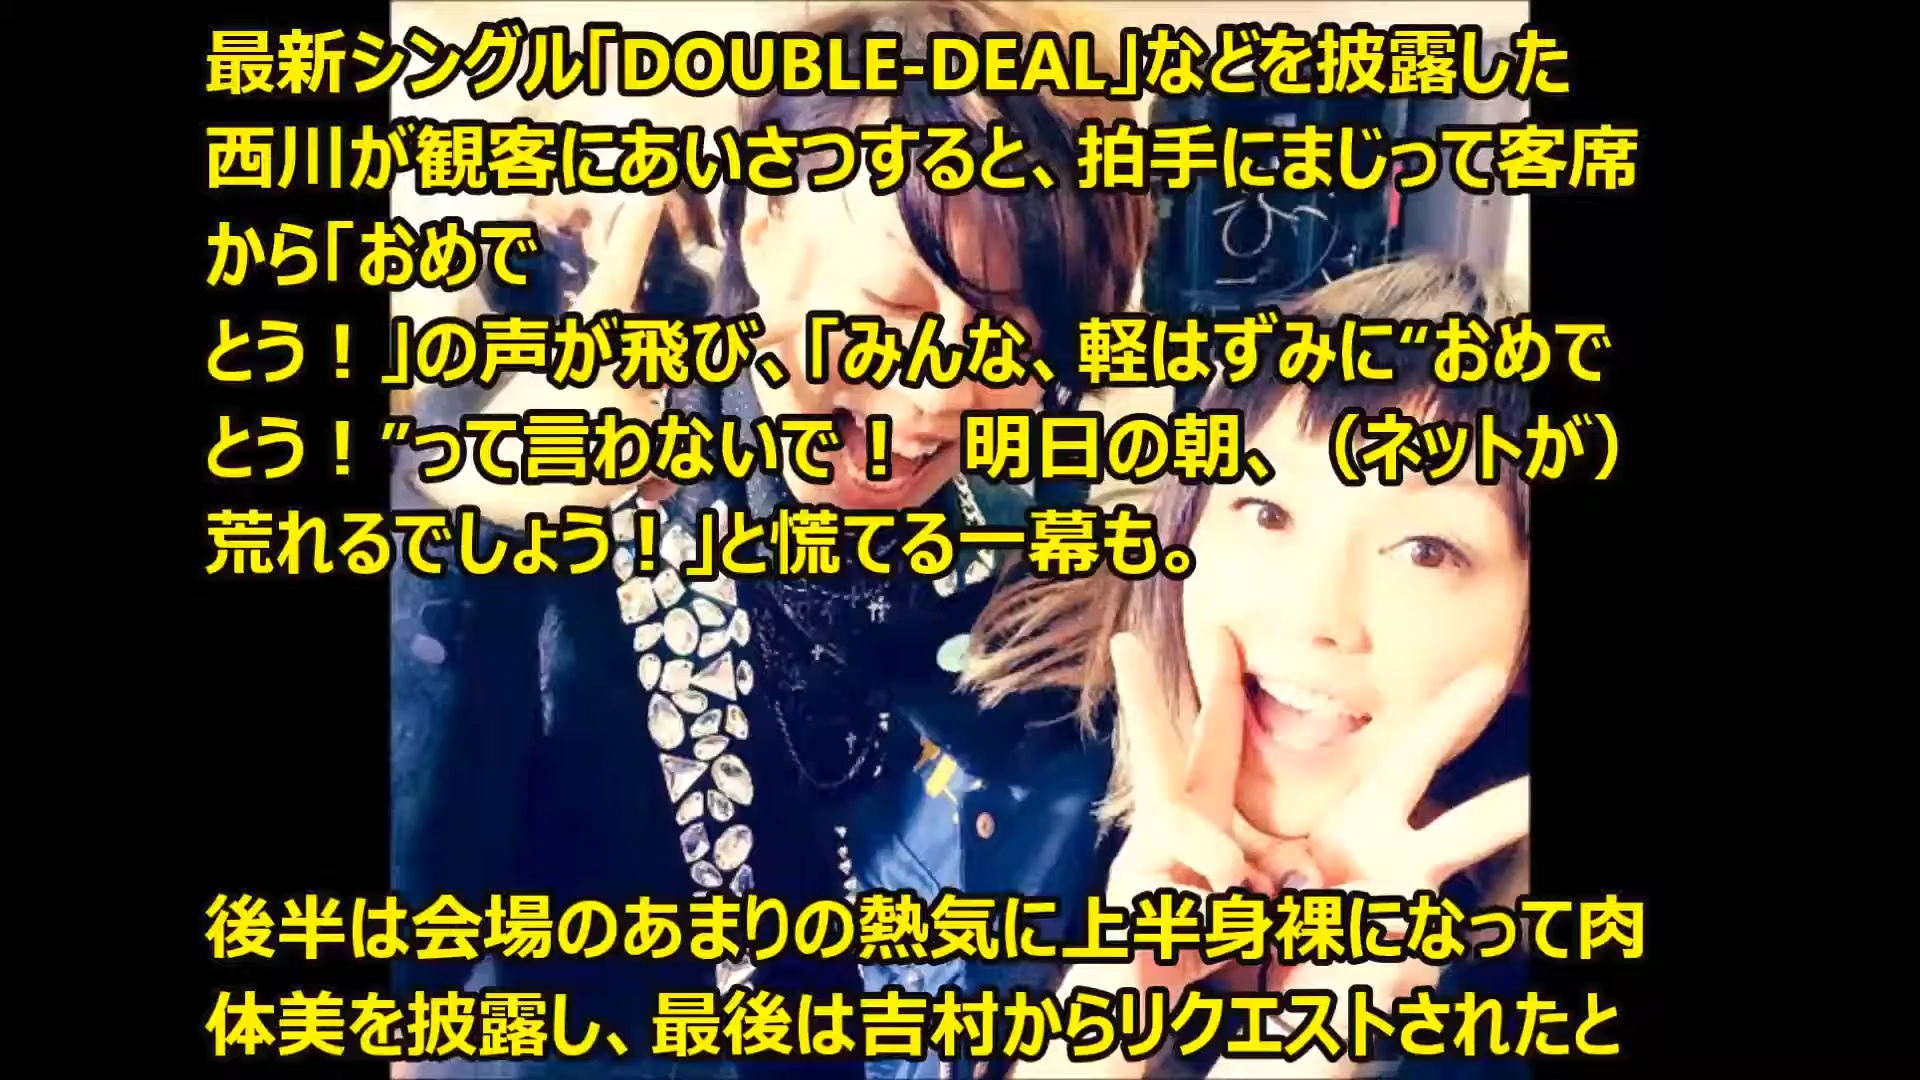 最新シングル「DOUBLE-DEAL」などを披露した
西川が観客にあいさつすると、拍手にまじって客席
から「おめで
とう！」の声が飛び、「みんな、軽はずみに“おめで
とう！”って言わないで！　明日の朝、（ネットが）
荒れるでしょう！」と慌てる一幕も。
後半は会場のあまりの熱気に上半身裸になって肉
体美を披露し、最後は吉村からリクエストされたと